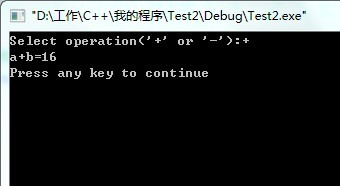 "D:\工作\C++\我的程序\Test2\Debug\Test2.exe"
Select operation('+' or '-'):+
a+b=16
Press any key to continue